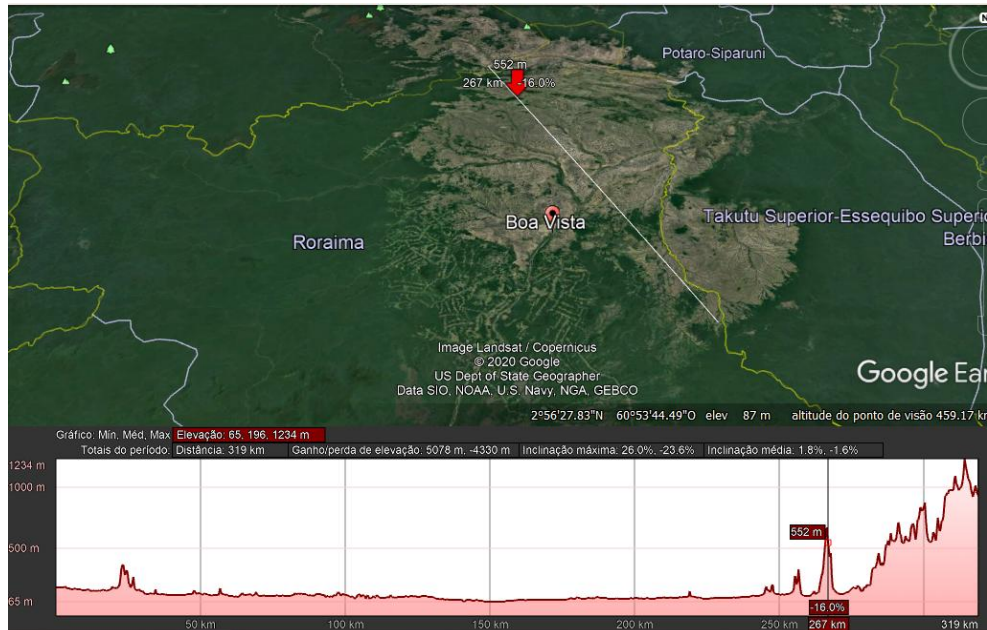 Potaro-Siparuni
552 m
267 km -16.0%
Takutu Superior-Essequibo Superio
Boa Vista
Berbi
Roraima
Image Landsat / Copernicus
© 2020 Google
US Dept of State Geographer
Data SIO, NOAA, U.S. Navy, NGA, GEBCO
Google Ear
2°56'27.83"N 60°53'44.49"O elev 87 m altitude do ponto de visão 459.17 km
Gráfico: Mín. Méd, Max Elevação: 65, 196, 1234 m
Totais do período: Distância: 319 km Ganho/perda de elevação: 5078 m, -4330 m Inclinação máxima: 26.0%, -23.6% Inclinação média: 1.8%, -1.6%
1234 m
1000 m
552 m
500 m
65 m
-16.0%
50 km 100 km 150 km 200 km 250 km 267 km 319 km